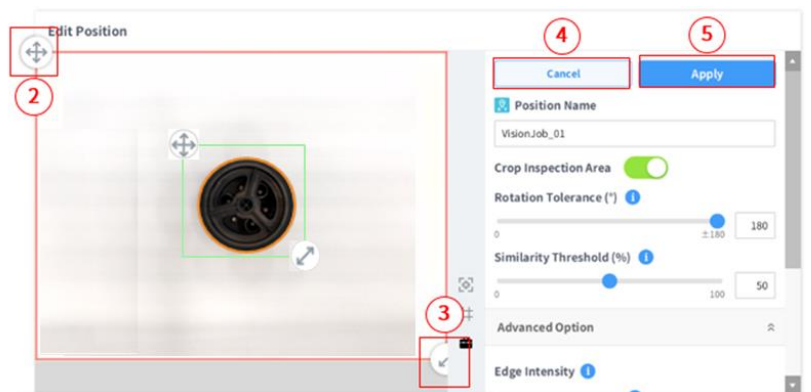 Edit Position
2
3
4
5
Cancel
Apply
Position Name
VisionJob_01
Crop Inspection Area
Rotation Tolerance (°)
0
±180
180
Similarity Threshold (%)
0
100
50
Advanced Option
Edge Intensity